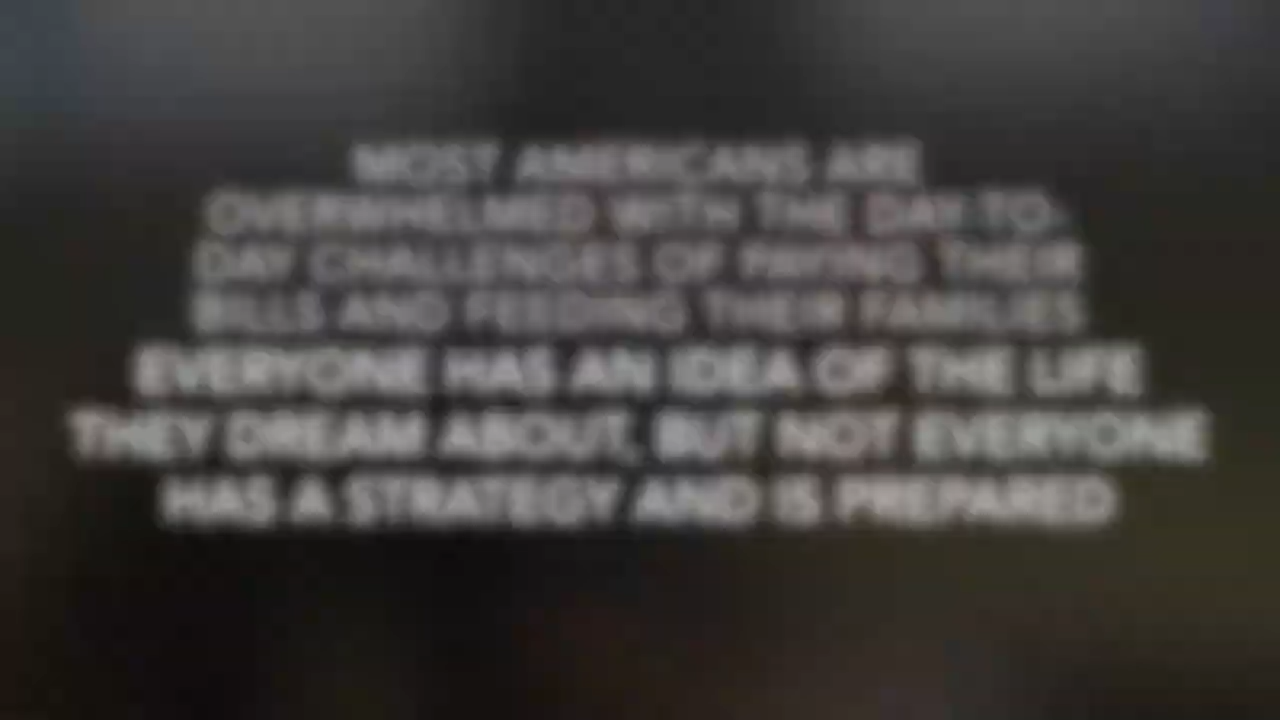 MOST AMERICANS ARE
OVERWHELMED WITH THE DAY-TO-
DAY CHALLENGES OF PAYING THEIR
BILLS AND FEEDING THEIR FAMILIES
EVERYONE HAS AN IDEA OF THE LIFE
THEY DREAM ABOUT, BUT NOT EVERYONE
HAS A STRATEGY AND IS PREPARED